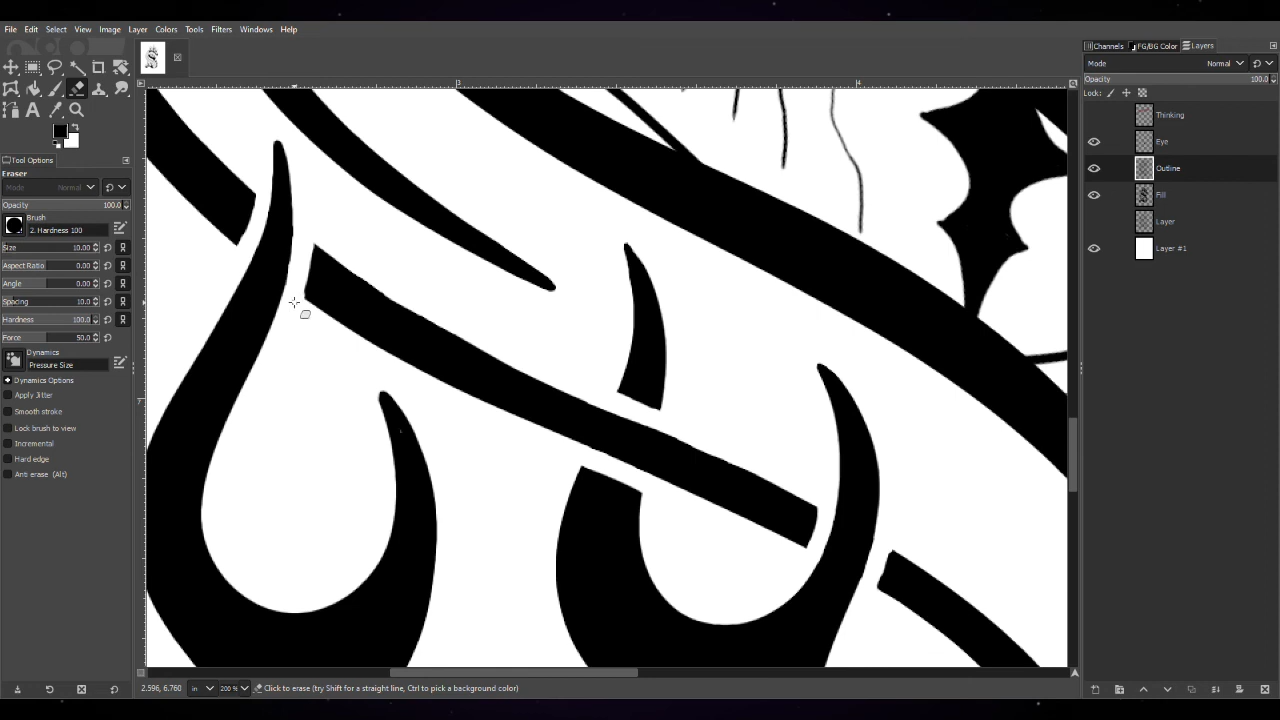 File Edit Select View Image Layer Colors Tools Filters Windows Help
Channels FG/BG Color Layers
Mode Normal
Opacity 100.0
Lock:
Thinking
Eye
Outline
Fill
Layer
Layer #1
Tool Options
Eraser
Mode Normal
Opacity 100.0
Brush
2. Hardness 100
Size 10.00
Aspect Ratio 0.00
Angle 0.00
Spacing 10.0
Hardness 100.0
Force 50.0
Dynamics
Pressure Size
Dynamics Options
Apply Jitter
Smooth stroke
Lock brush to view
Incremental
Hard edge
Anti erase (Alt)
3 4
7
2.596, 6.760 in 200 % Click to erase (try Shift for a straight line, Ctrl to pick a background color)